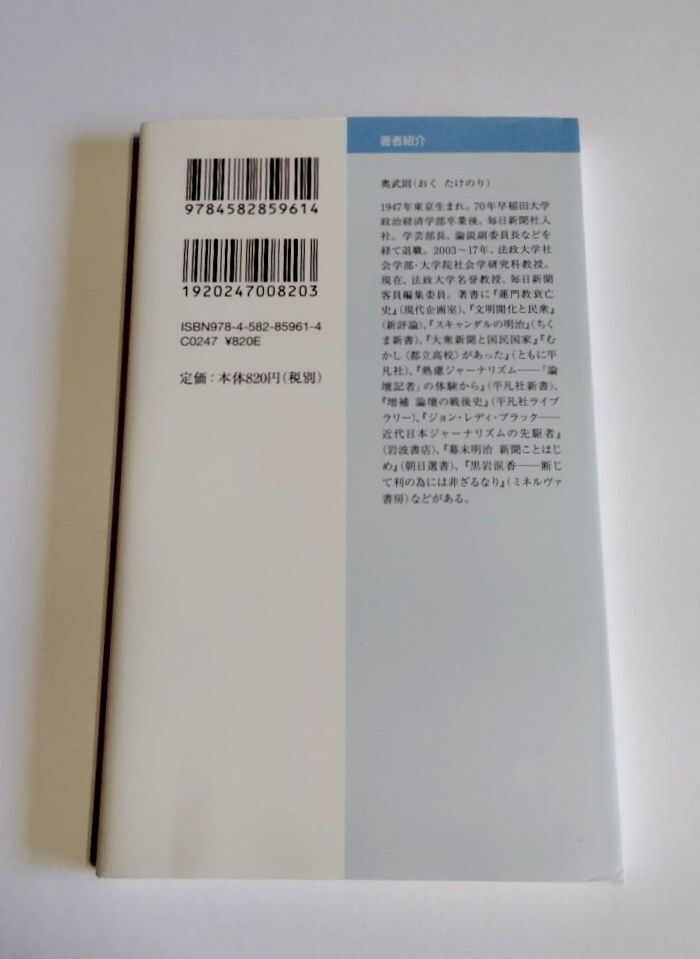 9784582859614
1920247008203
ISBN978-4-582-85961-4
C0247 ¥820E
定価:本体820円(税別)
著者紹介
奥武則(おく たけのり)
1947年東京生まれ。70年早稲田大学
政治経済学部卒業後、毎日新聞社入
社。学芸部長、論説副委員長などを
経て退職。2003〜17年、法政大学社
会学部・大学院社会学研究科教授。
現在、法政大学名誉教授、毎日新聞
客員編集委員。著書に『蓮門教衰亡
史』(現代企画室)、『文明開化と民衆』
(新評論)、『スキャンダルの明治』(ちく
ま新書)、『大衆新聞と国民国家』『む
かし〈都立高校〉があった』(ともに平
凡社)、『熟慮ジャーナリズム——「論
壇記者」の体験から』(平凡社新書)、
『増補 論壇の戦後史』(平凡社ライブ
ラリー)、『ジョン・レディ・ブラック——
近代日本ジャーナリズムの先駆者』
(岩波書店)、『幕末明治 新聞ことはじ
め』(朝日選書)、『黒岩涙香——断じ
て利の為には非ざるなり』(ミネルヴァ
書房)などがある。